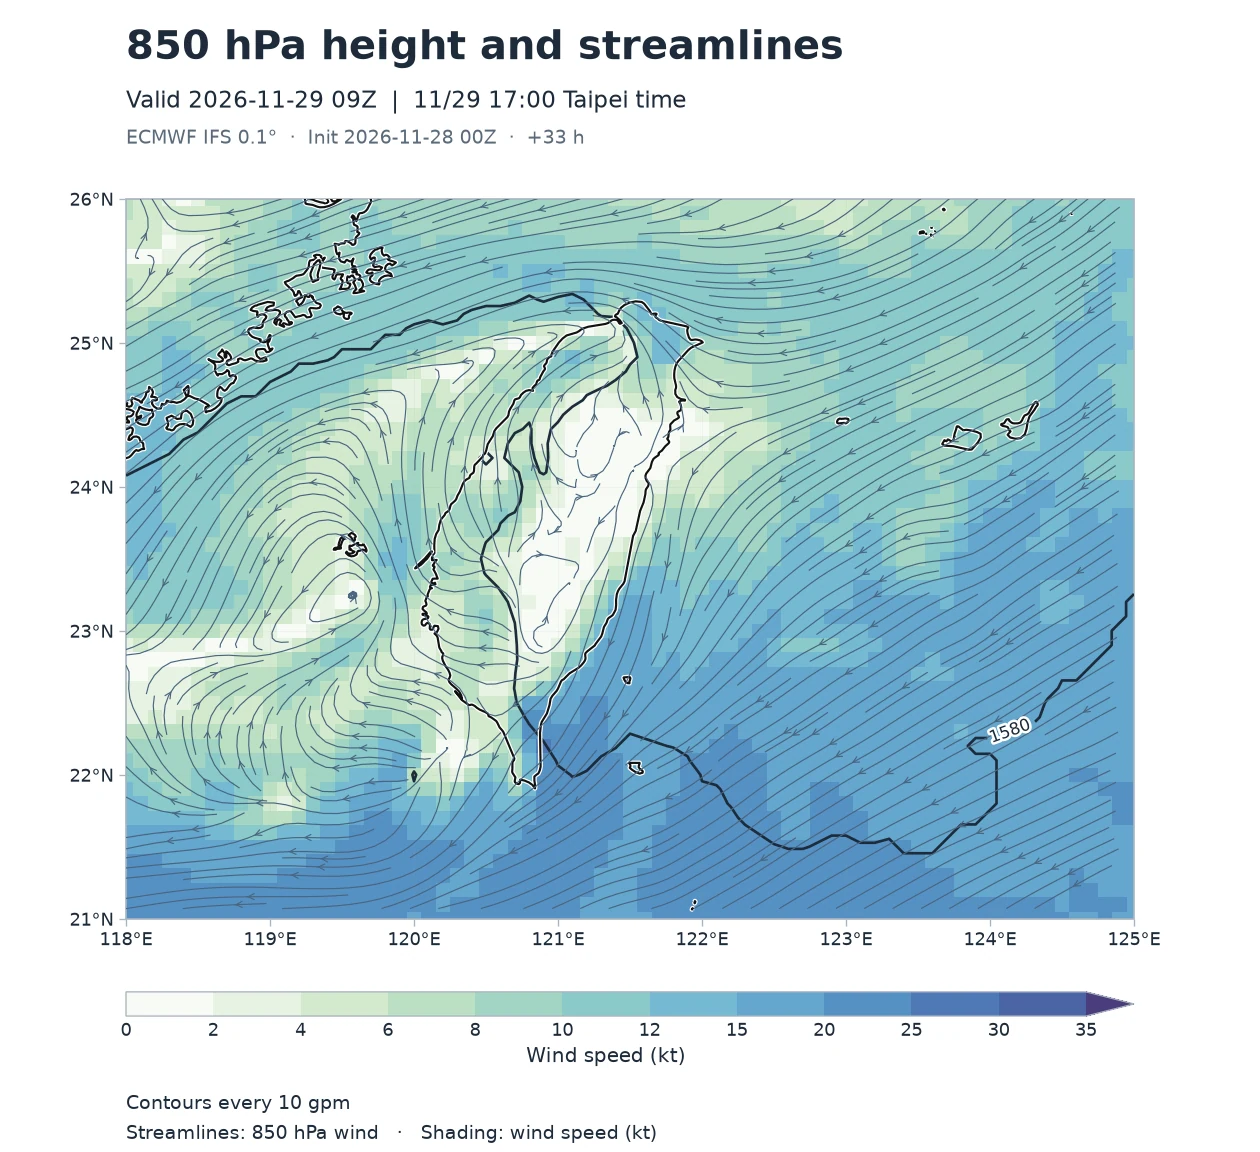 850 hPa height and streamlines
Valid 2026-11-29 09Z | 11/29 17:00 Taipei time
ECMWF IFS 0.1° · Init 2026-11-28 00Z · +33 h
26°N
25°N
24°N
23°N
22°N
21°N
1580
118°E 119°E 120°E 121°E 122°E 123°E 124°E 125°E
0 2 4 6 8 10 12 15 20 25 30 35
Wind speed (kt)
Contours every 10 gpm
Streamlines: 850 hPa wind · Shading: wind speed (kt)